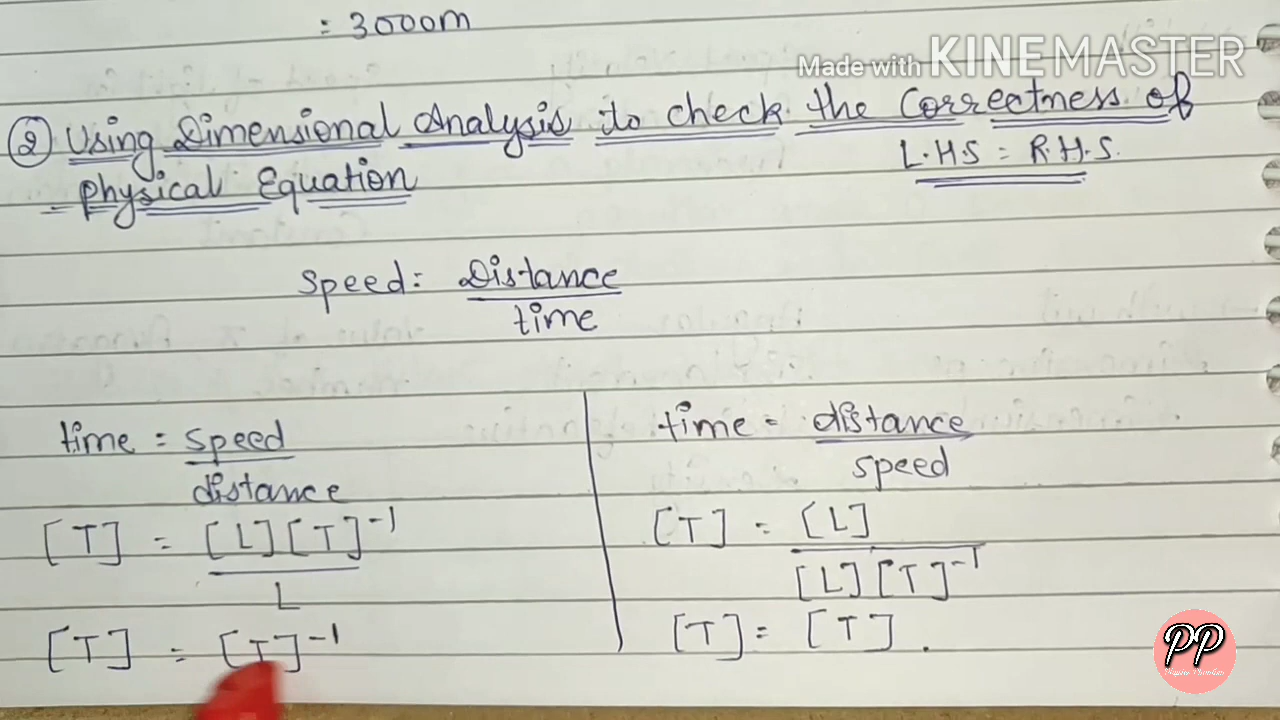 = 3000m
Made with KINEMASTER
② Using Dimensional Analysis to check the Correctness of
Physical Equation
L.H.S = R.H.S.
Speed = Distance
time
time = speed
distance
[T] = [L][T]⁻¹
L
[T] = [T]⁻¹
time = distance
speed
[T] = [L]
[L][T]⁻¹
[T] = [T].
PP